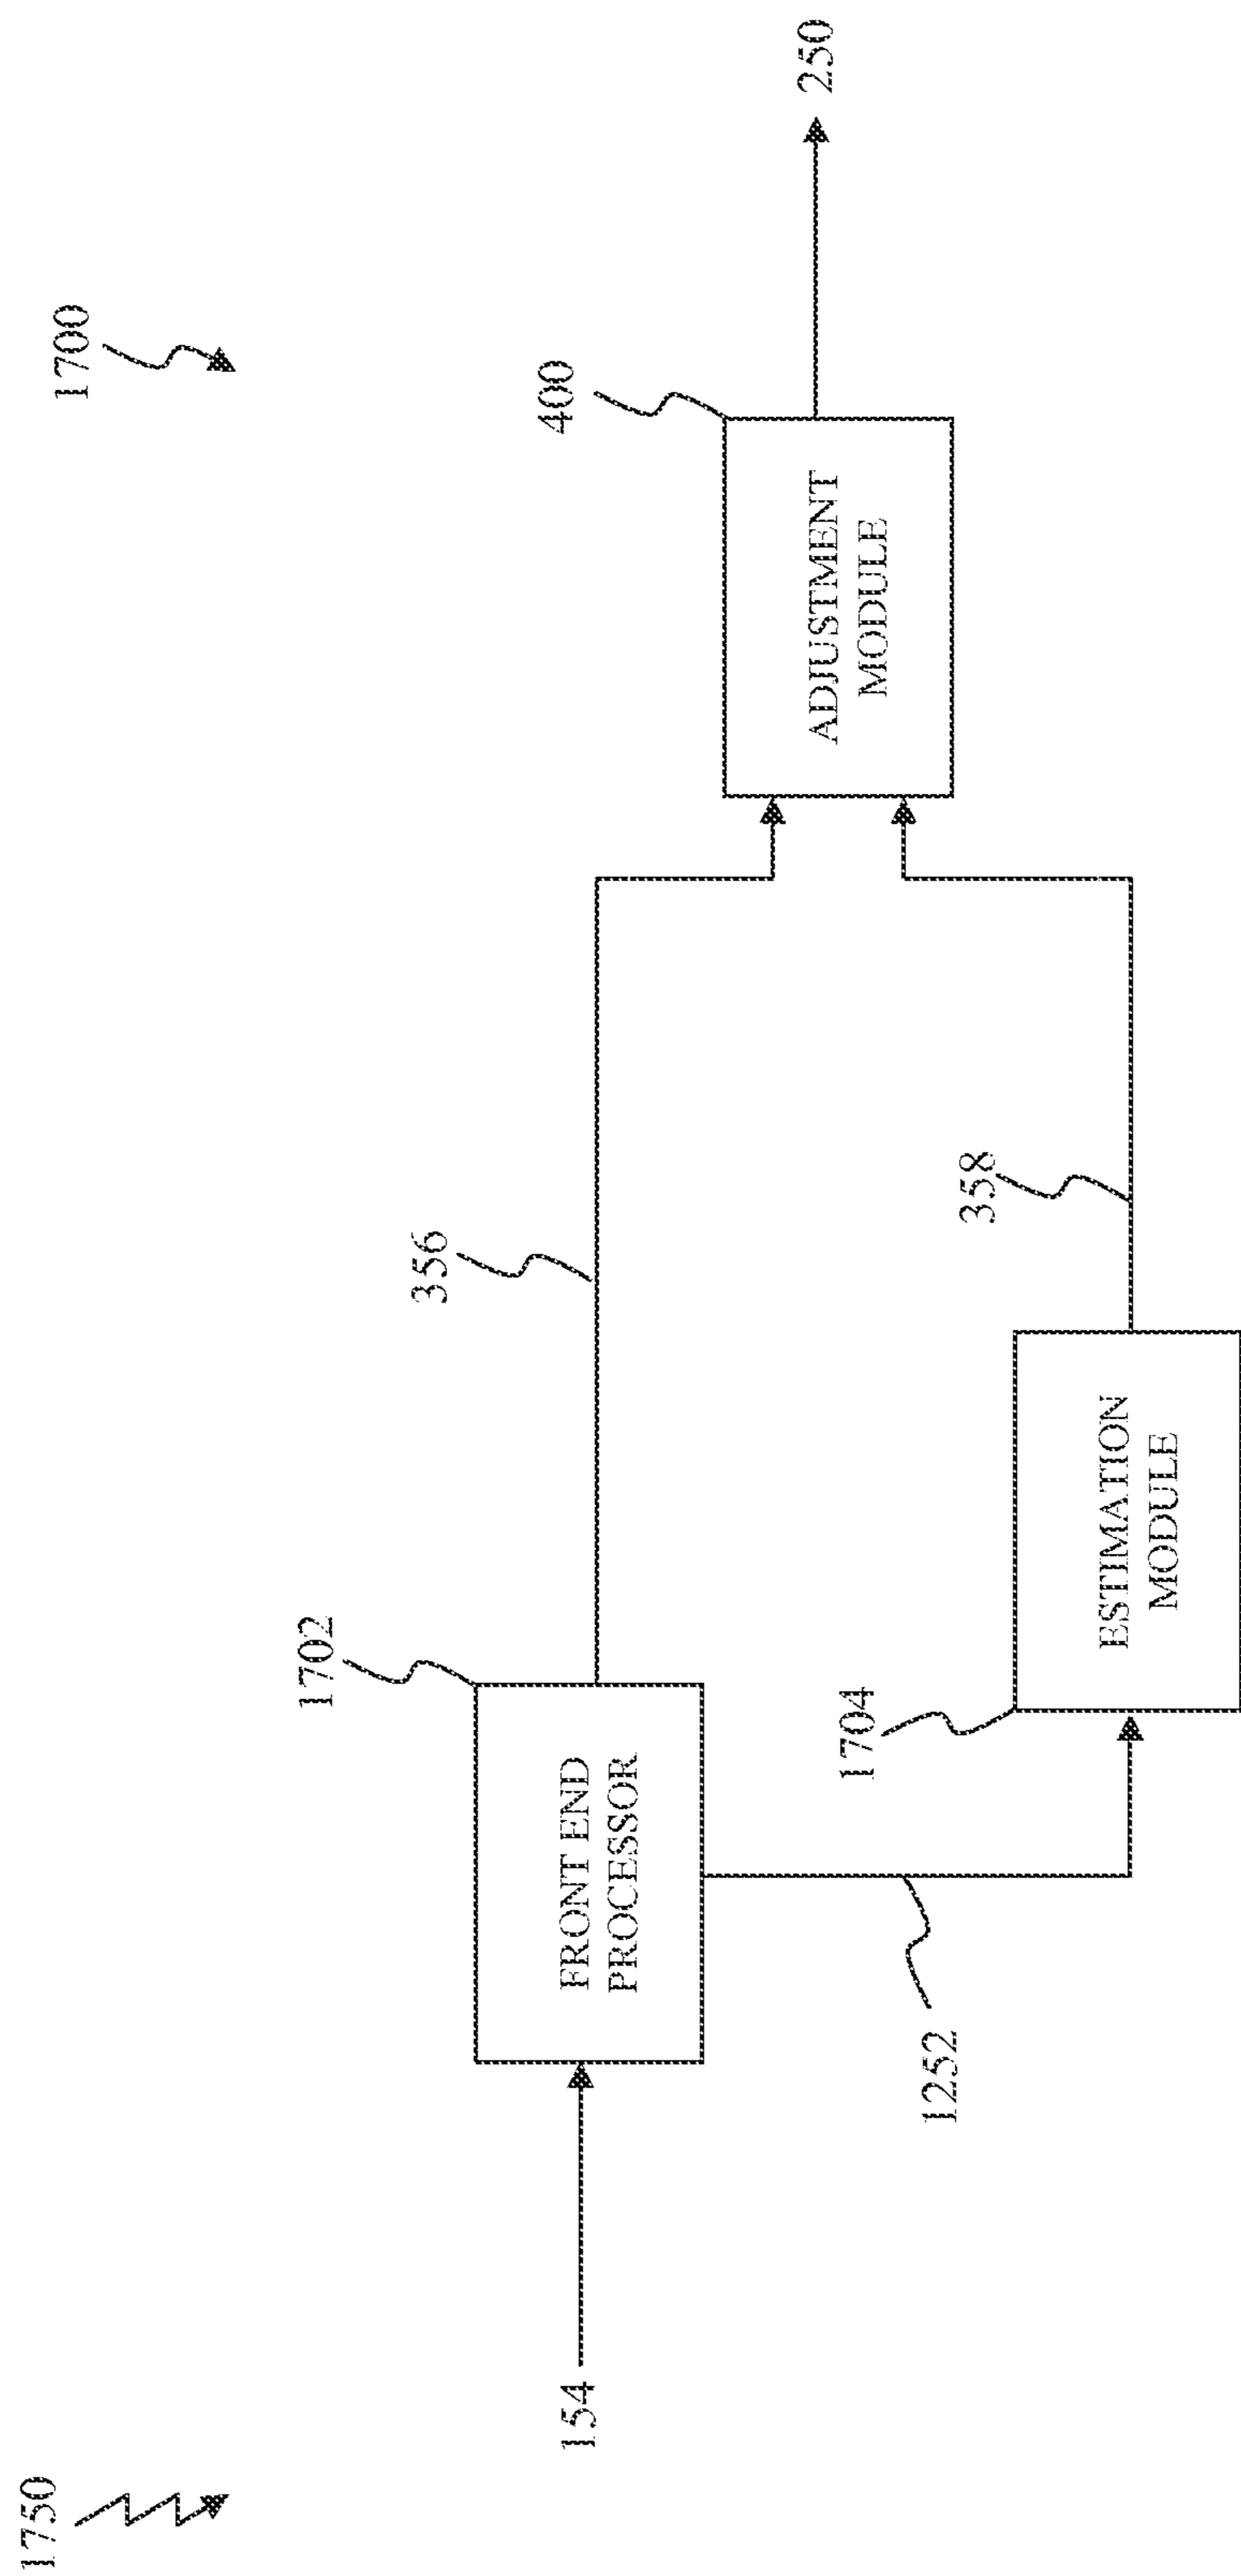 1750
1700
154
FRONT END
PROCESSOR
1702
356
1252
1704
ESTIMATION
MODULE
358
ADJUSTMENT
MODULE
400
250